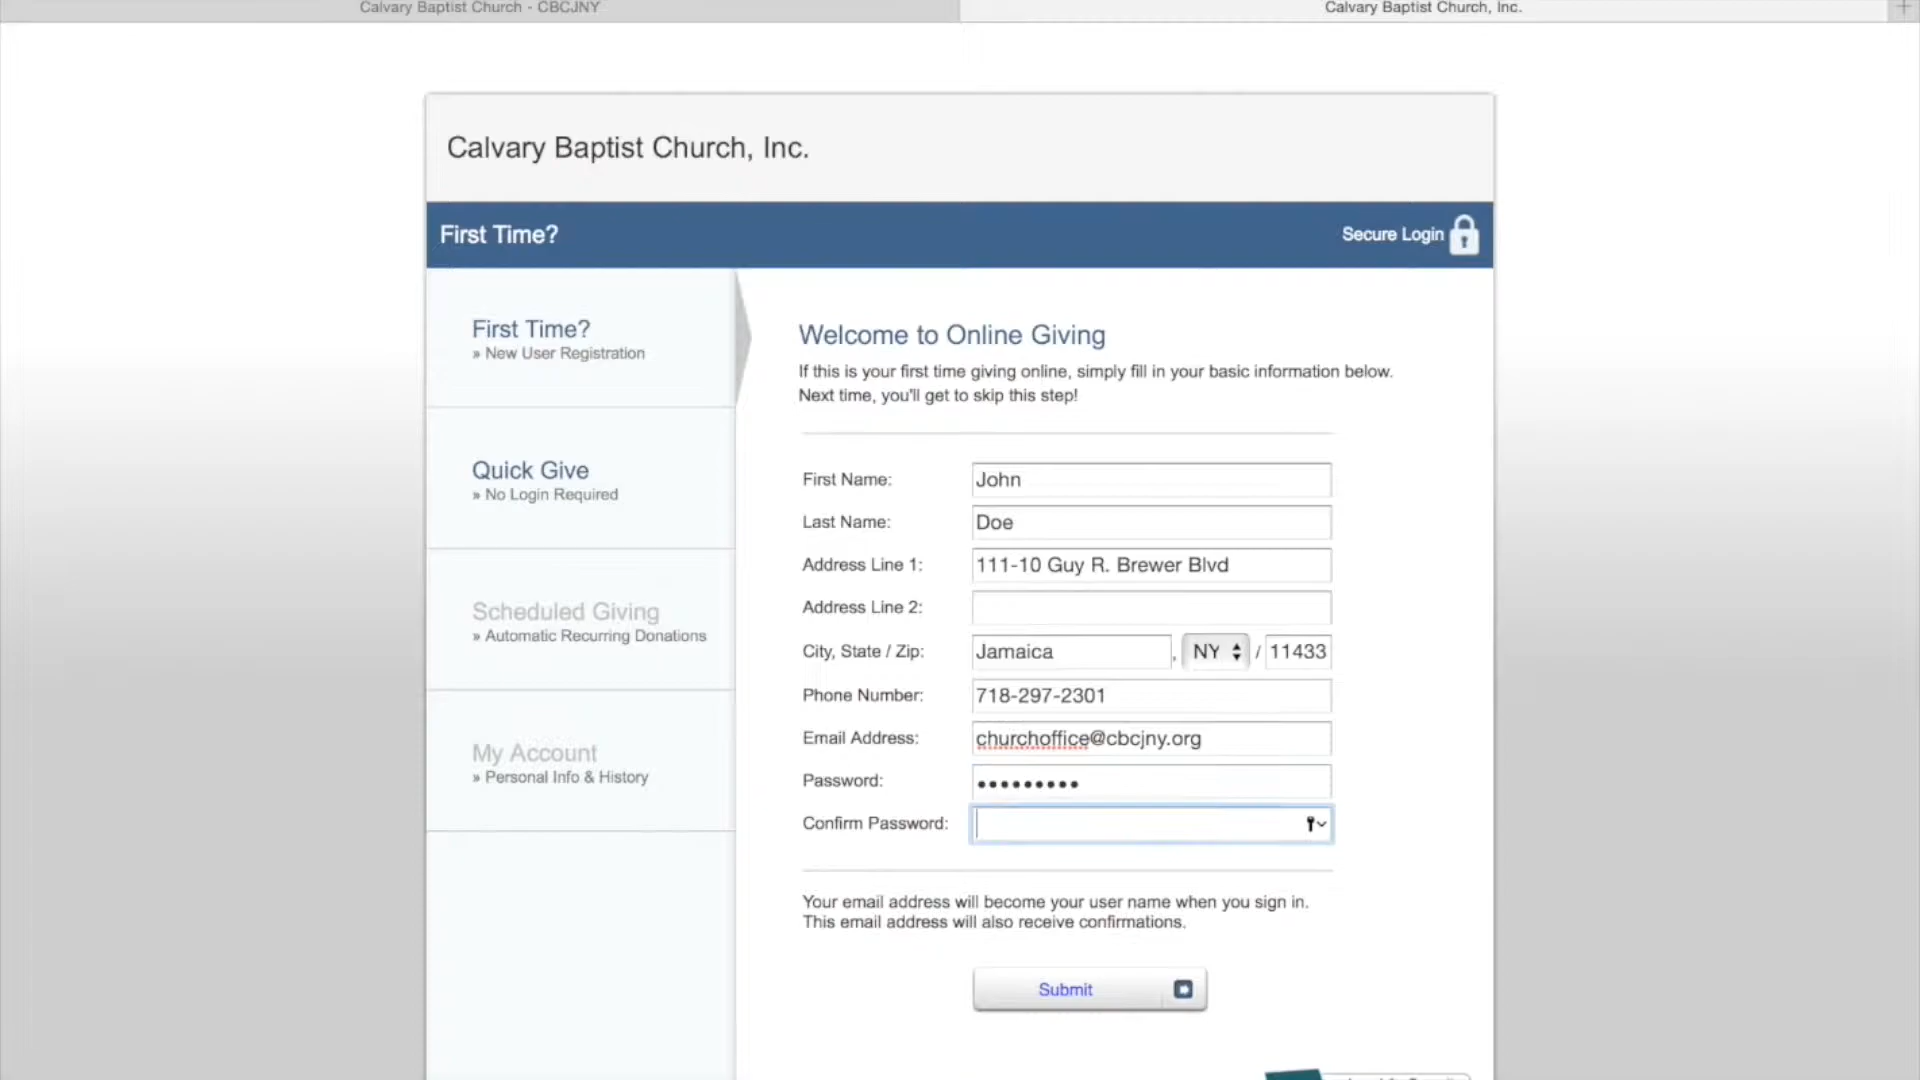 Calvary Baptist Church - CBCJNY
Calvary Baptist Church, Inc.
Calvary Baptist Church, Inc.
First Time?
Secure Login
First Time?
» New User Registration
Quick Give
» No Login Required
Scheduled Giving
» Automatic Recurring Donations
My Account
» Personal Info & History
Welcome to Online Giving
If this is your first time giving online, simply fill in your basic information below.
Next time, you'll get to skip this step!
First Name: John
Last Name: Doe
Address Line 1: 111-10 Guy R. Brewer Blvd
Address Line 2:
City, State / Zip: Jamaica , NY / 11433
Phone Number: 718-297-2301
Email Address: churchoffice@cbcjny.org
Password: •••••••••
Confirm Password:
Your email address will become your user name when you sign in.
This email address will also receive confirmations.
Submit